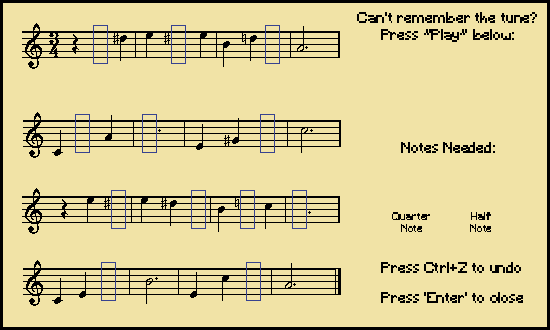 Can't remember the tune?
Press "Play" below:
3
4
Notes Needed:
Quarter Note
Half Note
Press Ctrl+Z to undo
Press 'Enter' to close